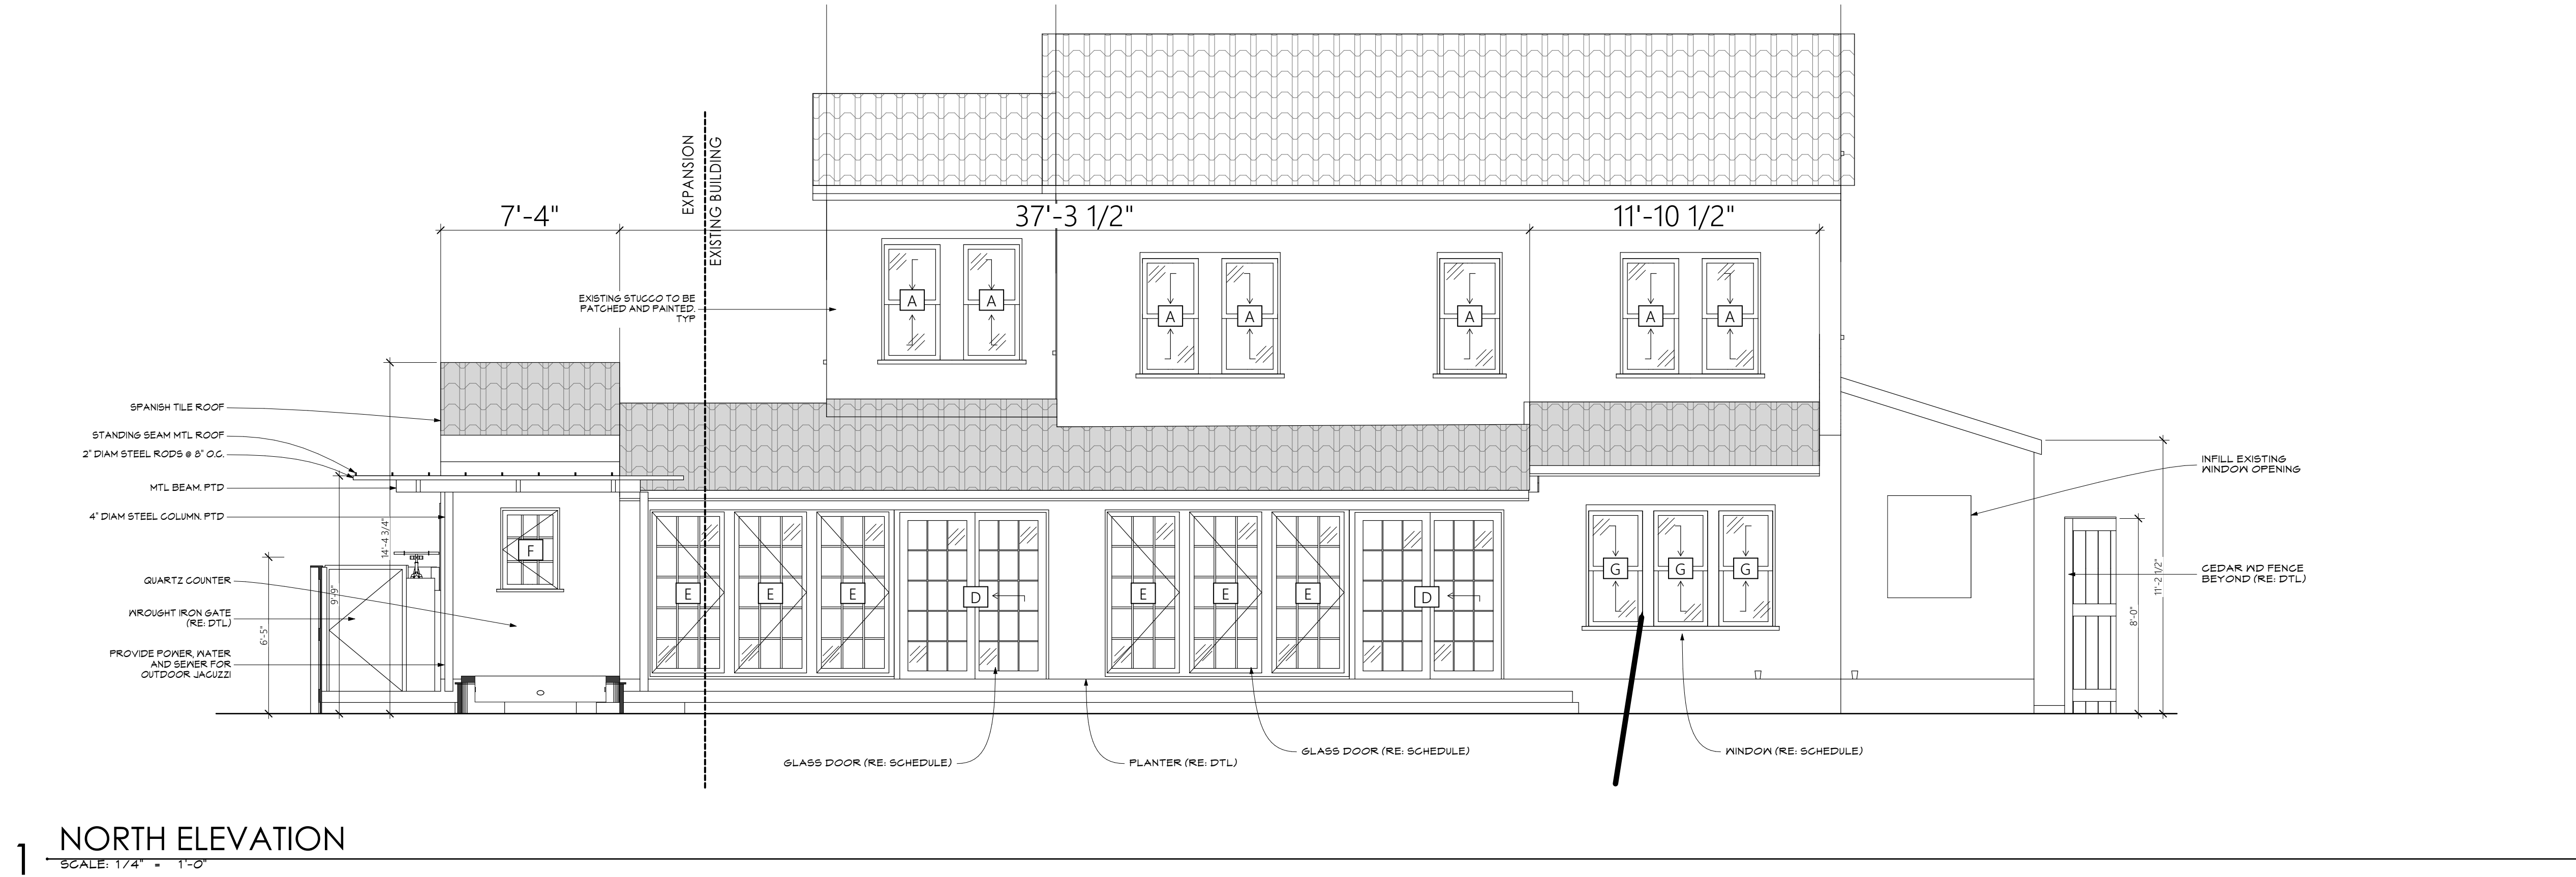 EXPANSION
EXISTING BUILDING
7'-4"
37'-3 1/2"
11'-10 1/2"
EXISTING STUCCO TO BE
PATCHED AND PAINTED,
TYP
A
A
A
A
A
A
A
SPANISH TILE ROOF
STANDING SEAM MTL ROOF
2" DIAM STEEL RODS @ 8" O.C.
MTL BEAM, PTD
4" DIAM STEEL COLUMN, PTD
QUARTZ COUNTER
WROUGHT IRON GATE
(RE: DTL)
PROVIDE POWER, WATER
AND SEWER FOR
OUTDOOR JACUZZI
6'-5"
9'-9"
14'-4 3/4"
F
E
E
E
D
E
E
E
D
G
G
G
INFILL EXISTING
WINDOW OPENING
CEDAR WD FENCE
BEYOND (RE: DTL)
8'-0"
11'-2 1/2"
GLASS DOOR (RE: SCHEDULE)
PLANTER (RE: DTL)
GLASS DOOR (RE: SCHEDULE)
WINDOW (RE: SCHEDULE)
1
NORTH ELEVATION
SCALE: 1/4" = 1'-0"